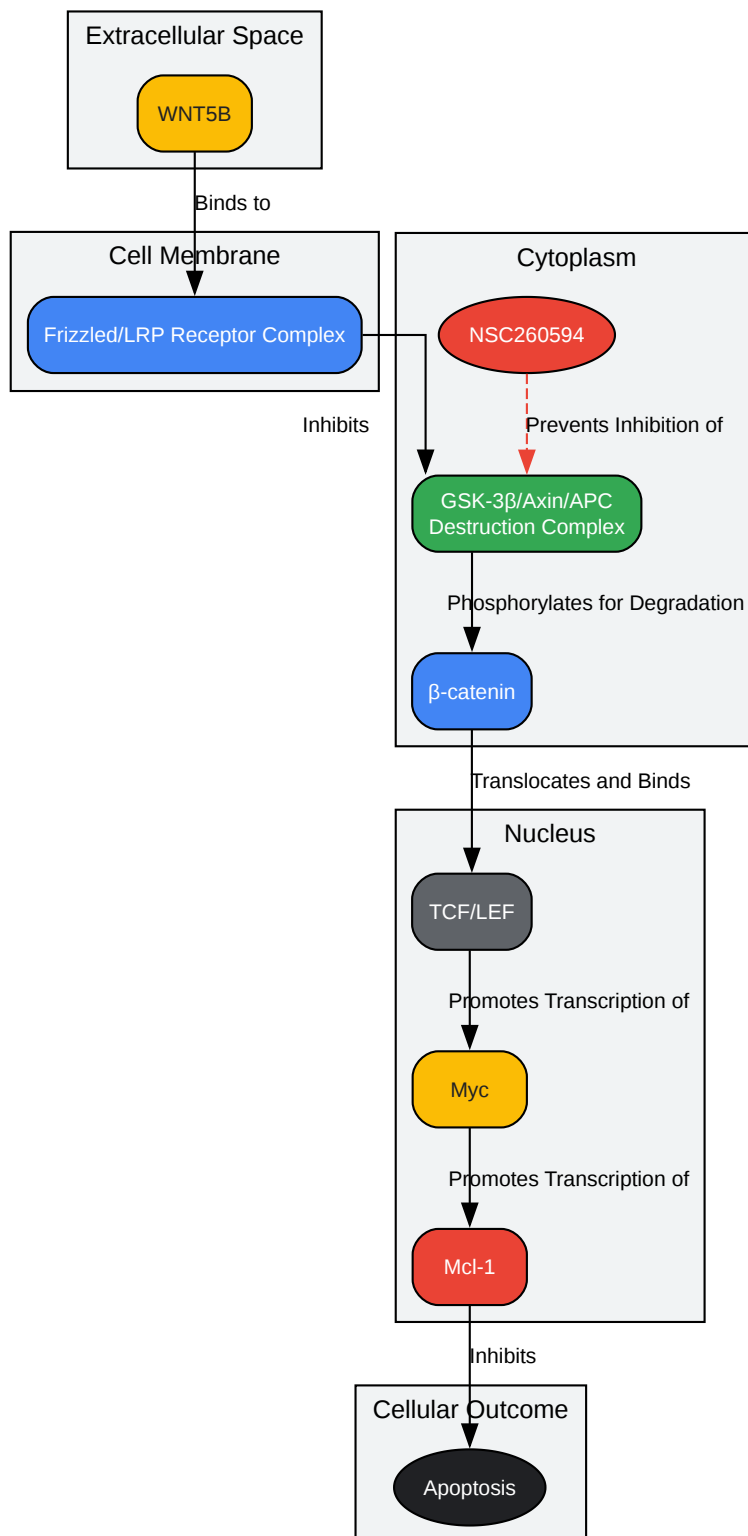 Extracellular Space
WNT5B
Binds to
Cell Membrane
Frizzled/LRP Receptor Complex
Inhibits
Cytoplasm
NSC260594
Prevents Inhibition of
GSK-3β/Axin/APC
Destruction Complex
Phosphorylates for Degradation
β-catenin
Translocates and Binds
Nucleus
TCF/LEF
Promotes Transcription of
Myc
Promotes Transcription of
Mcl-1
Inhibits
Cellular Outcome
Apoptosis